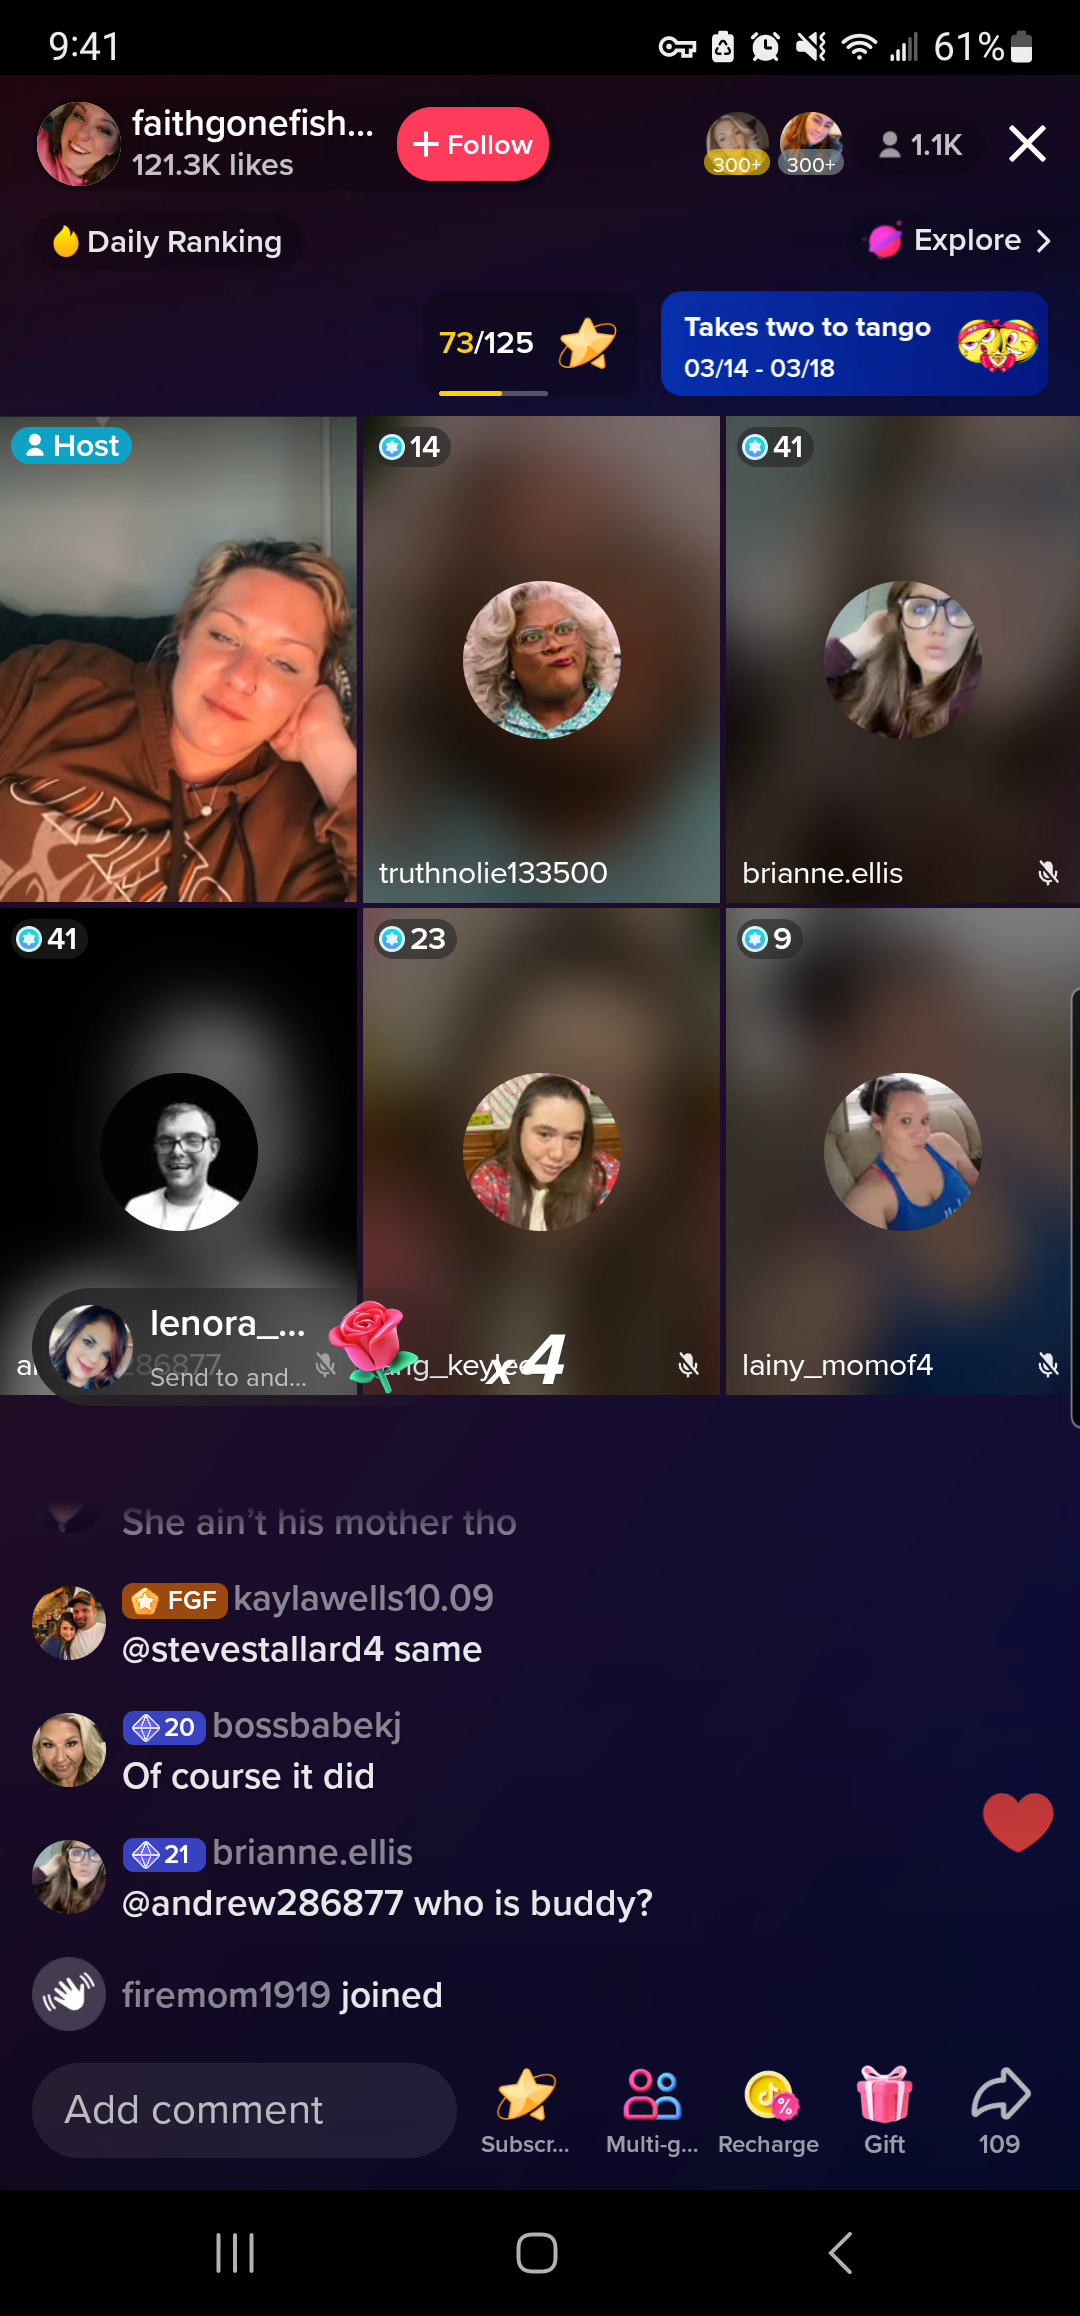 9:41
61%
faithgonefish...
121.3K likes
+ Follow
300+
300+
1.1K
Daily Ranking
Explore >
73/125
Takes two to tango
03/14 - 03/18
Host
14
41
truthnolie133500
brianne.ellis
41
23
9
lenora_...
Send to and...
x4
lainy_momof4
She ain't his mother tho
FGF kaylawells10.09
@stevestallard4 same
20 bossbabekj
Of course it did
21 brianne.ellis
@andrew286877 who is buddy?
firemom1919 joined
Add comment
Subscr...
Multi-g...
Recharge
Gift
109